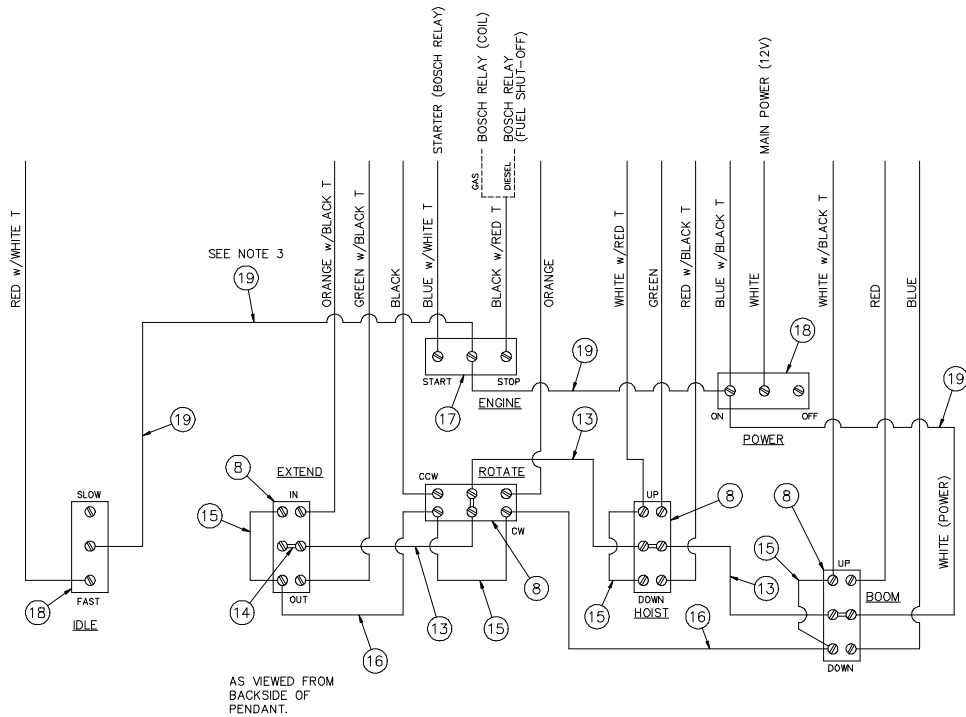 RED w/WHITE T
SEE NOTE 3
19
ORANGE w/BLACK T
GREEN w/BLACK T
BLACK
BLUE w/WHITE T
STARTER (BOSCH RELAY)
GAS
BOSCH RELAY (COIL)
DIESEL
BOSCH RELAY
(FUEL SHUT-OFF)
BLACK w/RED T
ORANGE
WHITE w/RED T
GREEN
RED w/BLACK T
BLUE w/BLACK T
WHITE
MAIN POWER (12V)
WHITE w/BLACK T
RED
BLUE
START
STOP
17
ENGINE
19
18
ON
OFF
POWER
19
19
13
8
EXTEND
IN
15
OUT
14
CCW
ROTATE
CW
8
13
15
16
UP
8
15
DOWN
HOIST
13
WHITE (POWER)
8
15
UP
BOOM
DOWN
16
SLOW
FAST
18
IDLE
AS VIEWED FROM
BACKSIDE OF
PENDANT.